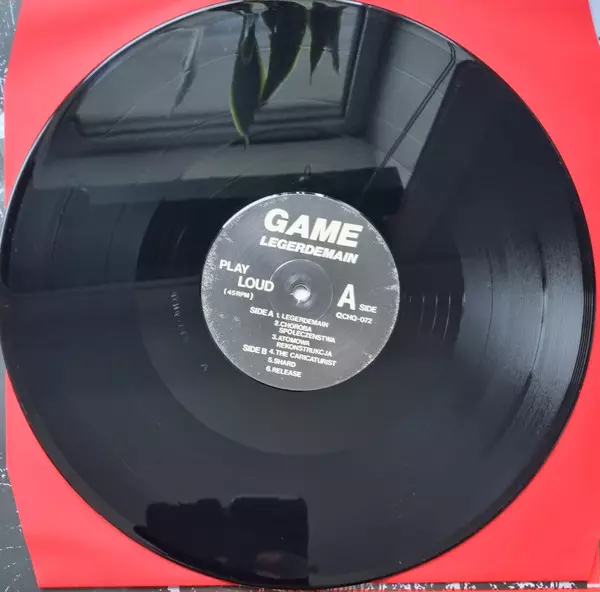 GAME
LEGERDEMAIN
PLAY
LOUD
(45RPM)
A SIDE
QCHQ-072
SIDE A 1. LEGERDEMAIN
2. CHOROBA
SPOLECZENSTWA
3. ATOMOWA
REKONSTRUKCJA
SIDE B 4. THE CARICATURIST
5. SHARD
6. RELEASE